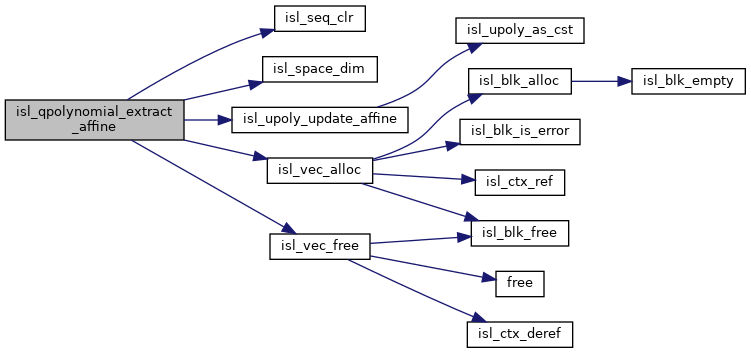 isl_qpolynomial_extract
_affine
isl_seq_clr
isl_space_dim
isl_upoly_update_affine
isl_vec_alloc
isl_vec_free
isl_upoly_as_cst
isl_blk_alloc
isl_blk_is_error
isl_ctx_ref
isl_blk_free
free
isl_ctx_deref
isl_blk_empty